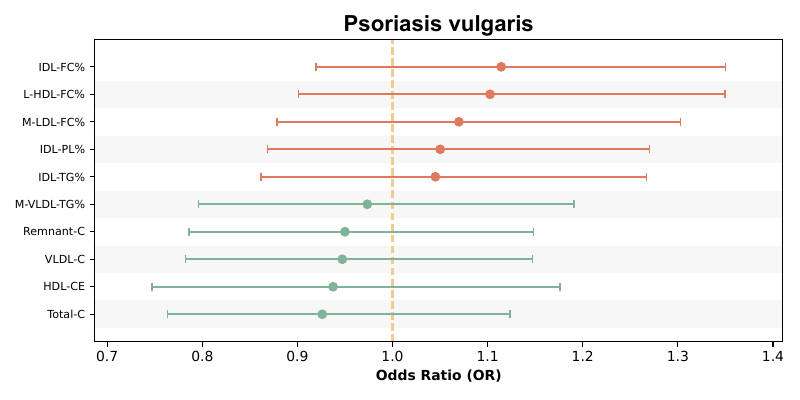 Psoriasis vulgaris
IDL-FC%
L-HDL-FC%
M-LDL-FC%
IDL-PL%
IDL-TG%
M-VLDL-TG%
Remnant-C
VLDL-C
HDL-CE
Total-C
0.7 0.8 0.9 1.0 1.1 1.2 1.3 1.4
Odds Ratio (OR)